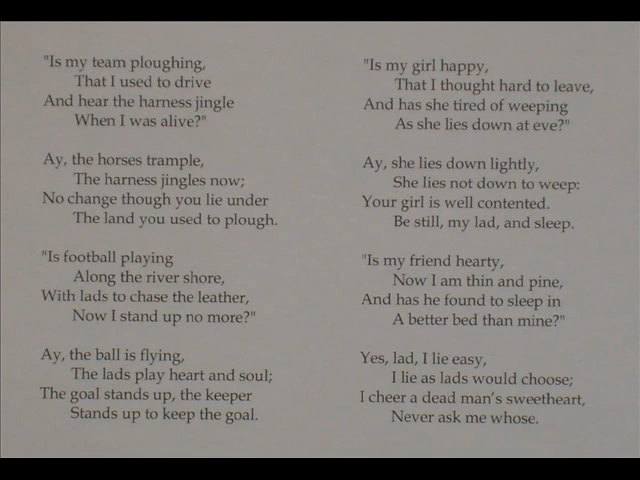 "Is my team ploughing,
That I used to drive
And hear the harness jingle
When I was alive?"
Ay, the horses trample,
The harness jingles now;
No change though you lie under
The land you used to plough.
"Is football playing
Along the river shore,
With lads to chase the leather,
Now I stand up no more?"
Ay, the ball is flying,
The lads play heart and soul;
The goal stands up, the keeper
Stands up to keep the goal.
"Is my girl happy,
That I thought hard to leave,
And has she tired of weeping
As she lies down at eve?"
Ay, she lies down lightly,
She lies not down to weep:
Your girl is well contented.
Be still, my lad, and sleep.
"Is my friend hearty,
Now I am thin and pine,
And has he found to sleep in
A better bed than mine?"
Yes, lad, I lie easy,
I lie as lads would choose;
I cheer a dead man's sweetheart,
Never ask me whose.